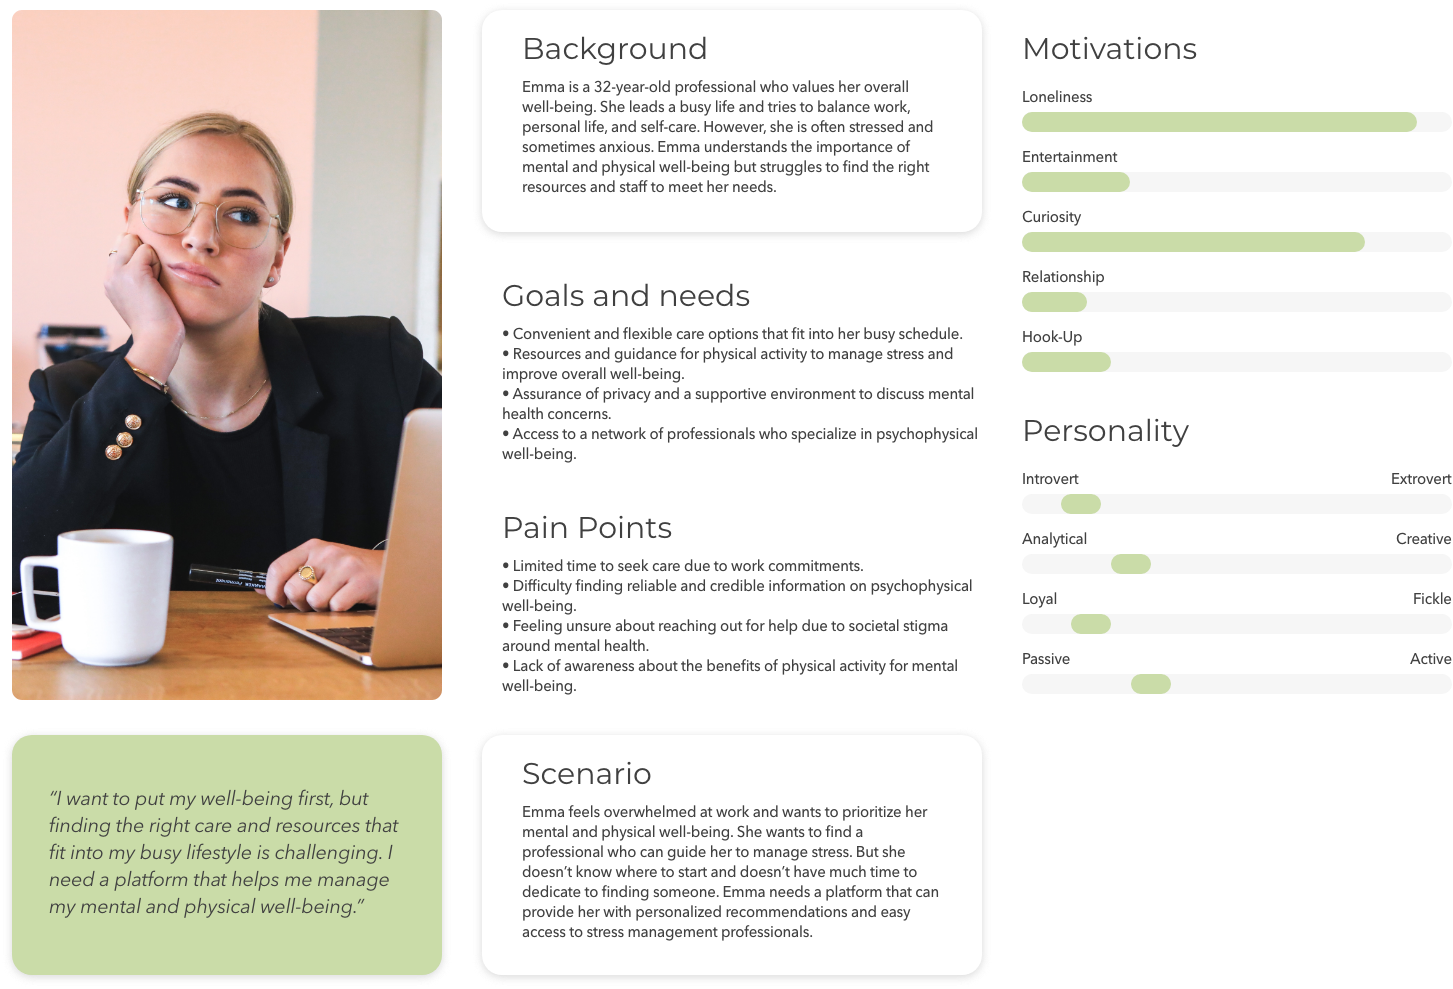 Background
Emma is a 32-year-old professional who values her overall
well-being. She leads a busy life and tries to balance work,
personal life, and self-care. However, she is often stressed and
sometimes anxious. Emma understands the importance of
mental and physical well-being but struggles to find the right
resources and staff to meet her needs.
Goals and needs
• Convenient and flexible care options that fit into her busy schedule.
• Resources and guidance for physical activity to manage stress and
improve overall well-being.
• Assurance of privacy and a supportive environment to discuss mental
health concerns.
• Access to a network of professionals who specialize in psychophysical
well-being.
Pain Points
• Limited time to seek care due to work commitments.
• Difficulty finding reliable and credible information on psychophysical
well-being.
• Feeling unsure about reaching out for help due to societal stigma
around mental health.
• Lack of awareness about the benefits of physical activity for mental
well-being.
Motivations
Loneliness
Entertainment
Curiosity
Relationship
Hook-Up
Personality
Introvert Extrovert
Analytical Creative
Loyal Fickle
Passive Active
“I want to put my well-being first, but
finding the right care and resources that
fit into my busy lifestyle is challenging. I
need a platform that helps me manage
my mental and physical well-being.”
Scenario
Emma feels overwhelmed at work and wants to prioritize her
mental and physical well-being. She wants to find a
professional who can guide her to manage stress. But she
doesn’t know where to start and doesn’t have much time to
dedicate to finding someone. Emma needs a platform that can
provide her with personalized recommendations and easy
access to stress management professionals.